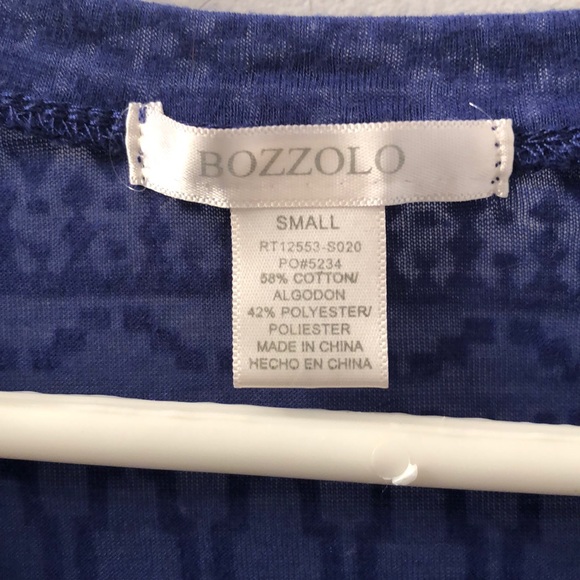 BOZZOLO
SMALL
RT12553-S020
PO#5234
58% COTTON/
ALGODON
42% POLYESTER/
POLIESTER
MADE IN CHINA
HECHO EN CHINA